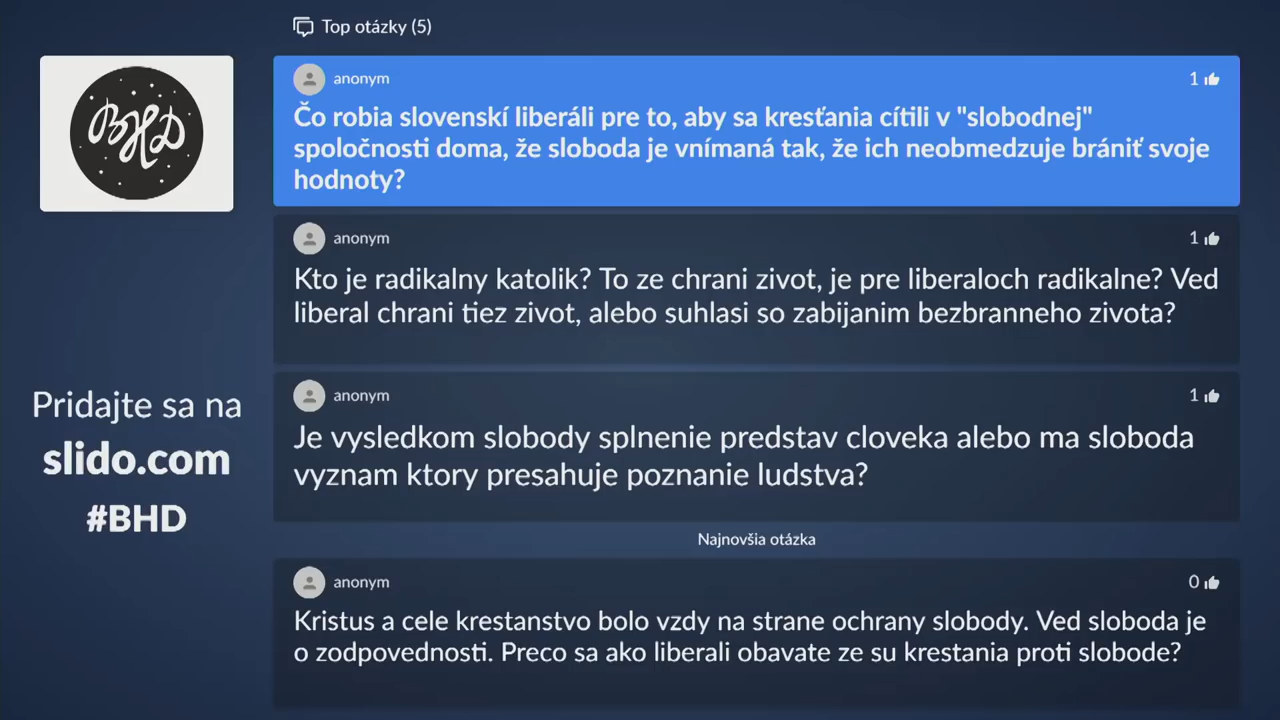 Top otázky (5)
BHD
anonym
1
Čo robia slovenskí liberáli pre to, aby sa kresťania cítili v "slobodnej"
spoločnosti doma, že sloboda je vnímaná tak, že ich neobmedzuje brániť svoje
hodnoty?
anonym
1
Kto je radikalny katolik? To ze chrani zivot, je pre liberaloch radikalne? Ved
liberal chrani tiez zivot, alebo suhlasi so zabijanim bezbranneho zivota?
anonym
1
Je vysledkom slobody splnenie predstav cloveka alebo ma sloboda
vyznam ktory presahuje poznanie ludstva?
Pridajte sa na
slido.com
#BHD
Najnovšia otázka
anonym
0
Kristus a cele krestanstvo bolo vzdy na strane ochrany slobody. Ved sloboda je
o zodpovednosti. Preco sa ako liberali obavate ze su krestania proti slobode?